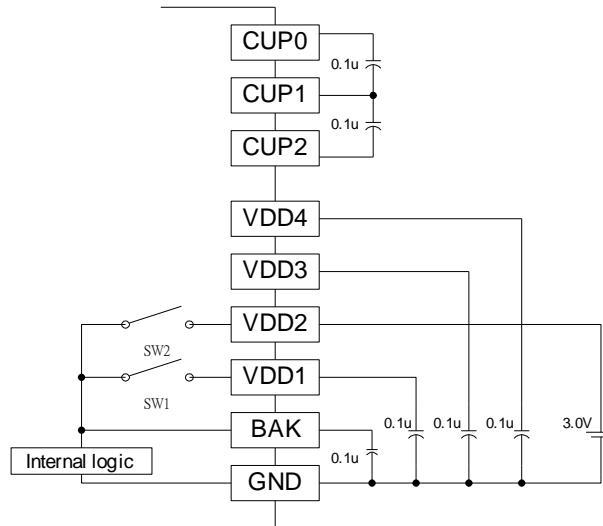 CUP0
0.1u
CUP1
0.1u
CUP2
VDD4
VDD3
VDD2
SW2
VDD1
SW1
0.1u
0.1u
0.1u
3.0V
BAK
Internal logic
0.1u
GND